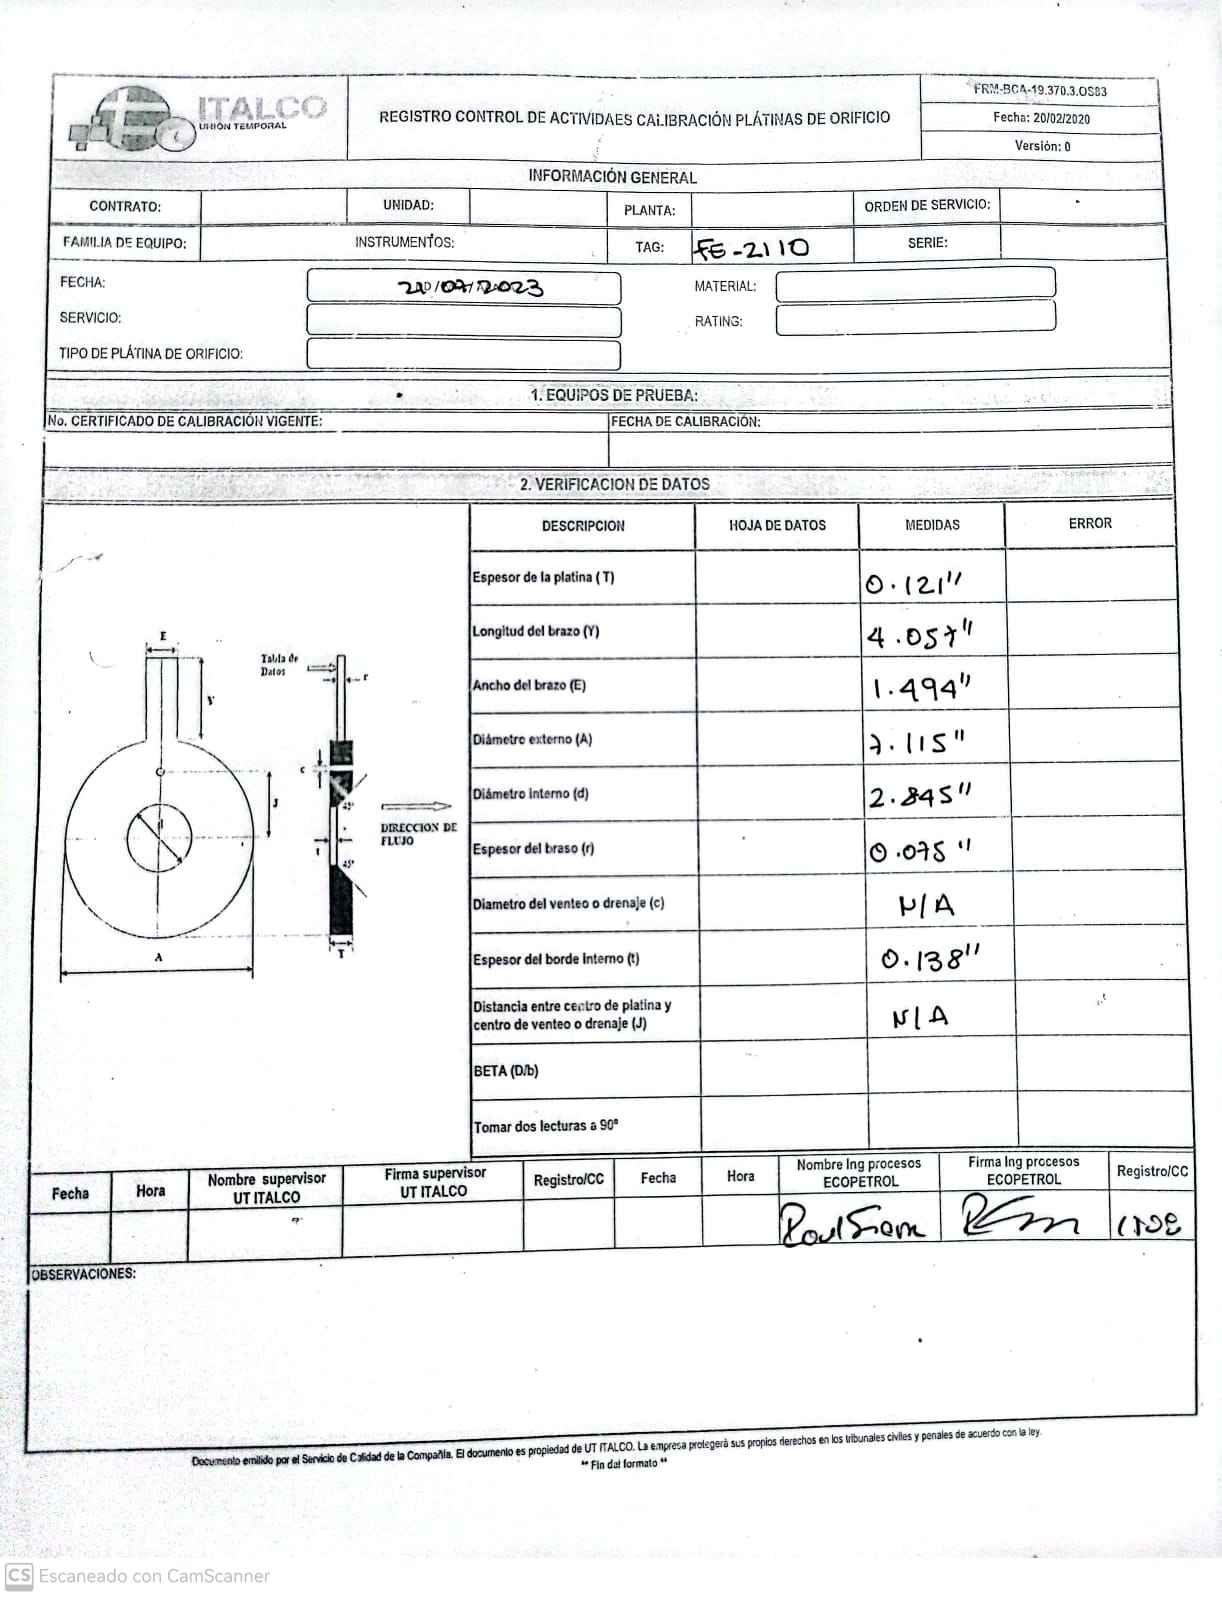 ITALCO
UNIÓN TEMPORAL
REGISTRO CONTROL DE ACTIVIDAES CALIBRACIÓN PLÁTINAS DE ORIFICIO
FRM-BCA-19.370.3.OS83
Fecha: 20/02/2020
Versión: 0
INFORMACIÓN GENERAL
CONTRATO: UNIDAD: PLANTA: ORDEN DE SERVICIO:
FAMILIA DE EQUIPO: INSTRUMENTOS: TAG: FE-2110 SERIE:
FECHA: /2023 MATERIAL:
SERVICIO: RATING:
TIPO DE PLÁTINA DE ORIFICIO:
1. EQUIPOS DE PRUEBA:
No. CERTIFICADO DE CALIBRACIÓN VIGENTE: FECHA DE CALIBRACIÓN:
2. VERIFICACION DE DATOS
DESCRIPCION HOJA DE DATOS MEDIDAS ERROR
Espesor de la platina (T) 0.121"
Longitud del brazo (Y) 4.057"
Ancho del brazo (E) 1.494"
Diámetro externo (A) 7.115"
Diámetro interno (d) 2.845"
Espesor del braso (r) 0.075"
Diametro del venteo o drenaje (c) N/A
Espesor del borde interno (t) 0.138"
Distancia entre centro de platina y
centro de venteo o drenaje (J) N/A
BETA (D/b)
Tomar dos lecturas a 90°
E
Tabla de
Datos
r
Y
c
J
d
45°
DIRECCION DE
FLUJO
t
45°
A
T
Fecha Hora Nombre supervisor
UT ITALCO Firma supervisor
UT ITALCO Registro/CC Fecha Hora Nombre Ing procesos
ECOPETROL Firma Ing procesos
ECOPETROL Registro/CC
OBSERVACIONES:
Documento emitido por el Servicio de Calidad de la Compañía. El documento es propiedad de UT ITALCO. La empresa protegerá sus propios derechos en los tribunales civiles y penales de acuerdo con la ley.
** Fin del formato **
CS Escaneado con CamScanner